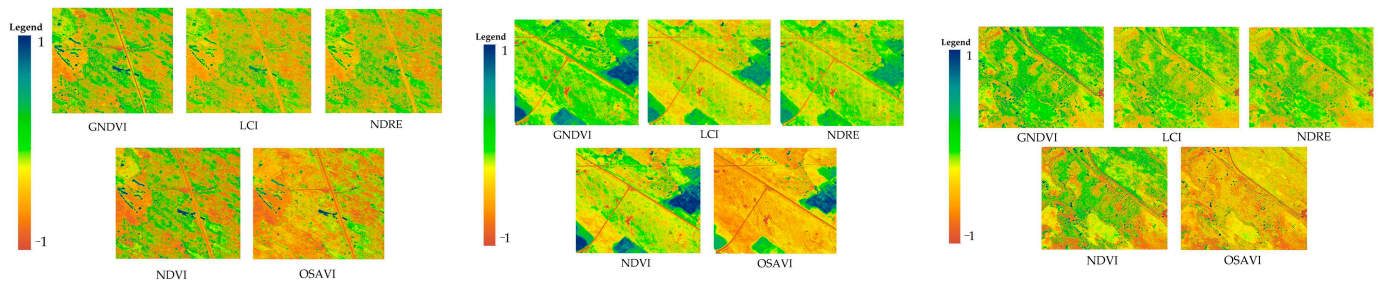 Legend
1
-1
GNDVI
LCI
NDRE
NDVI
OSAVI
Legend
1
-1
GNDVI
LCI
NDRE
NDVI
OSAVI
Legend
1
-1
GNDVI
LCI
NDRE
NDVI
OSAVI